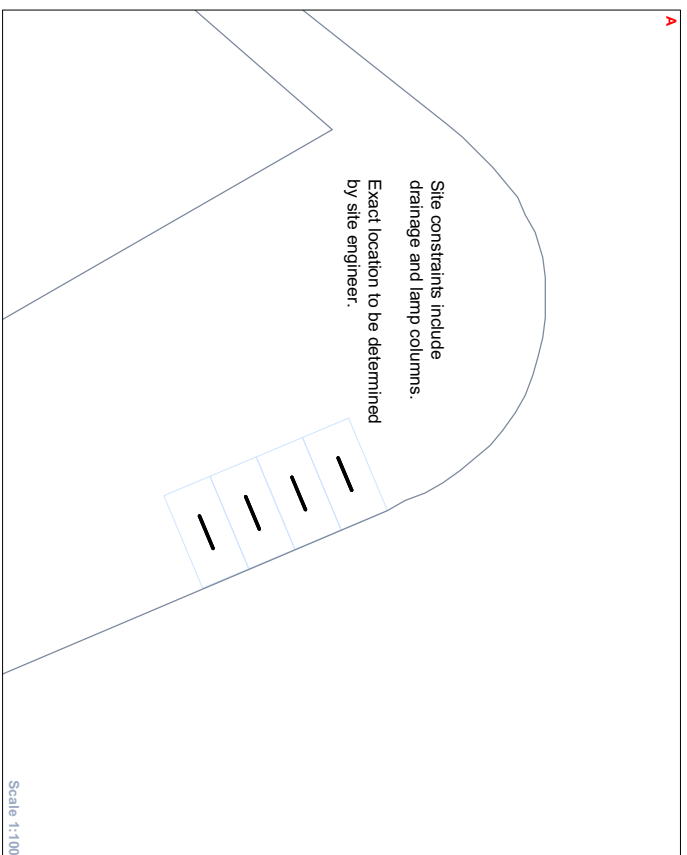 A
Site constraints include
drainage and lamp columns.
Exact location to be determined
by site engineer.
Scale 1:100